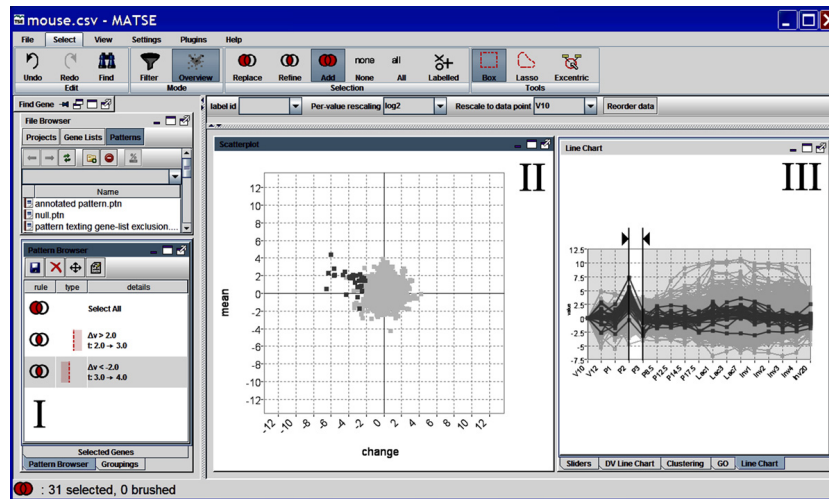 mouse.csv - MATSE
File Select View Settings Plugins Help
Undo Redo Find Filter Overview Replace Refine Add none None all All Labelled Box Lasso Excentric
Edit Mode Selection Tools
Find Gene
label id Per-value rescaling log2 Rescale to data point V10 Reorder data
File Browser
Projects Gene Lists Patterns
Name
annotated pattern.ptn
null.ptn
pattern texting gene-list exclusion....
Pattern Browser
rule type details
Select All
Δv > 2.0
t: 2.0 → 3.0
Δv < -2.0
t: 3.0 → 4.0
I
Selected Genes
Pattern Browser Groupings
Scatterplot
II
12
10
8
6
4
2
0
-2
-4
-6
-8
-10
-12
mean
-12 -10 -8 -6 -4 -2 0 2 4 6 8 10 12
change
Line Chart
III
12.5
10
7.5
5
2.5
0
-2.5
-5
-7.5
value
V10 V12 P1 P2 P3 P8.5 P12.5 P14.5 P17.5 Lac1 Lac3 Lac7 Inv1 Inv2 Inv3 Inv4 Inv20
Sliders DV Line Chart Clustering GO Line Chart
: 31 selected, 0 brushed